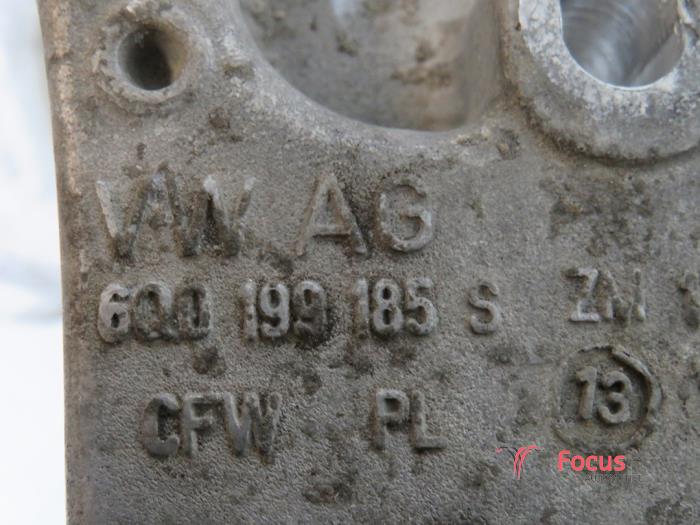 VW AG
6Q0 199 185 S ZM
CFW PL 13
Focus